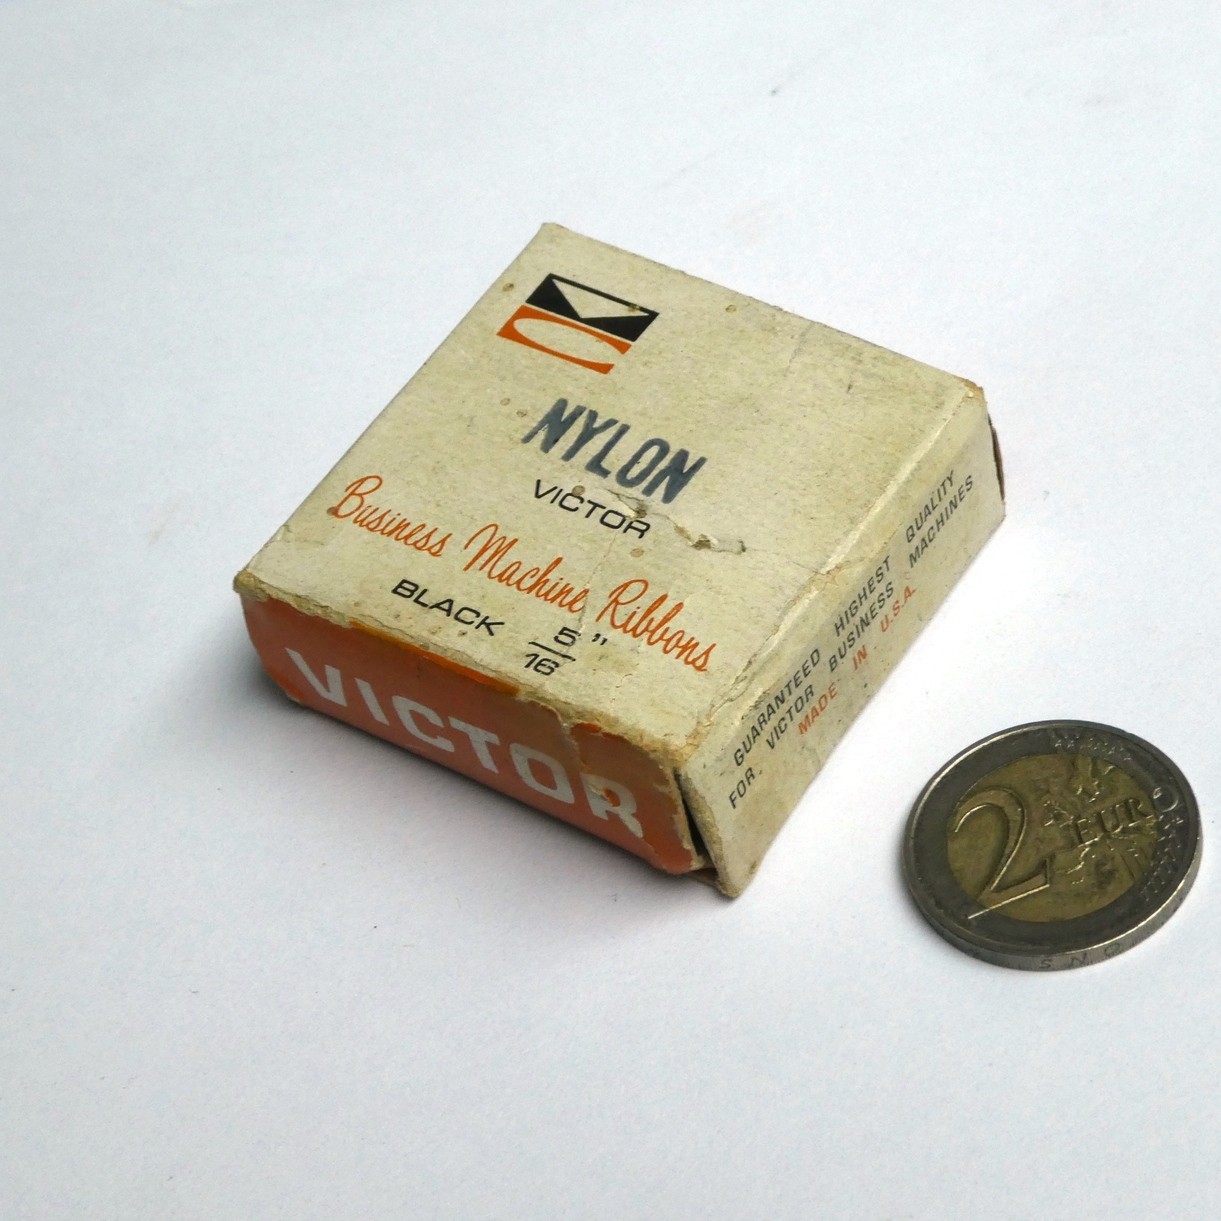 NYLON
VICTOR
Business Machine Ribbons
BLACK 5/16"
VICTOR
GUARANTEED HIGHEST QUALITY
FOR VICTOR BUSINESS MACHINES
MADE IN U.S.A.
2 EURO